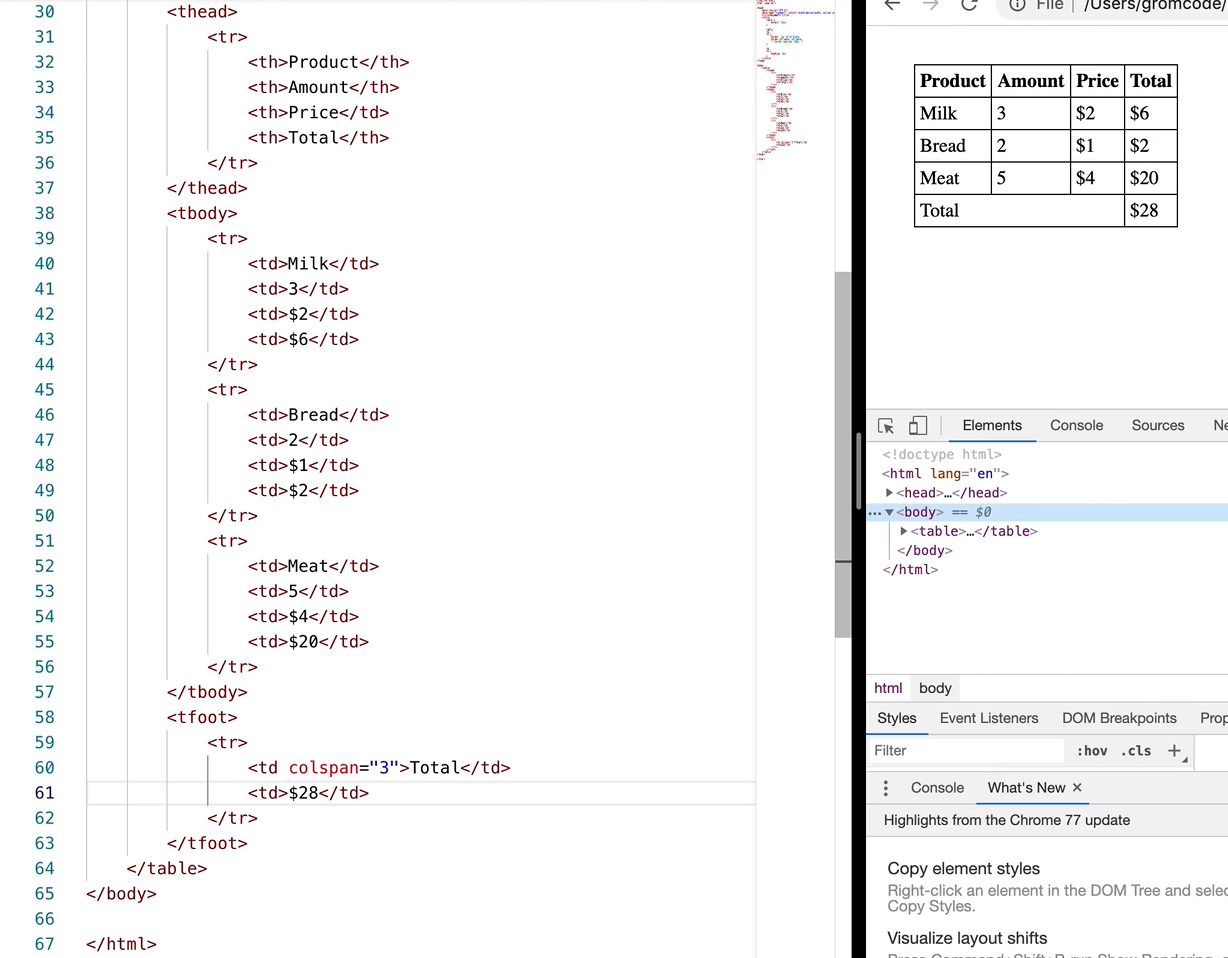 30 <thead>
31 <tr>
32 <th>Product</th>
33 <th>Amount</th>
34 <th>Price</td>
35 <th>Total</th>
36 </tr>
37 </thead>
38 <tbody>
39 <tr>
40 <td>Milk</td>
41 <td>3</td>
42 <td>$2</td>
43 <td>$6</td>
44 </tr>
45 <tr>
46 <td>Bread</td>
47 <td>2</td>
48 <td>$1</td>
49 <td>$2</td>
50 </tr>
51 <tr>
52 <td>Meat</td>
53 <td>5</td>
54 <td>$4</td>
55 <td>$20</td>
56 </tr>
57 </tbody>
58 <tfoot>
59 <tr>
60 <td colspan="3">Total</td>
61 <td>$28</td>
62 </tr>
63 </tfoot>
64 </table>
65 </body>
66
67 </html>
File | /Users/gromcode/
Product Amount Price Total
Milk 3 $2 $6
Bread 2 $1 $2
Meat 5 $4 $20
Total $28
Elements Console Sources Ne
<!doctype html>
<html lang="en">
<head>…</head>
<body> == $0
<table>…</table>
</body>
</html>
html body
Styles Event Listeners DOM Breakpoints Prop
Filter :hov .cls +
Console What's New ×
Highlights from the Chrome 77 update
Copy element styles
Right-click an element in the DOM Tree and selec
Copy Styles.
Visualize layout shifts